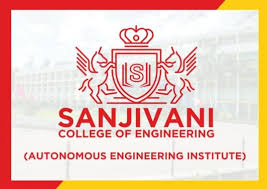 S
SANJIVANI
COLLEGE OF ENGINEERING
(AUTONOMOUS ENGINEERING INSTITUTE)